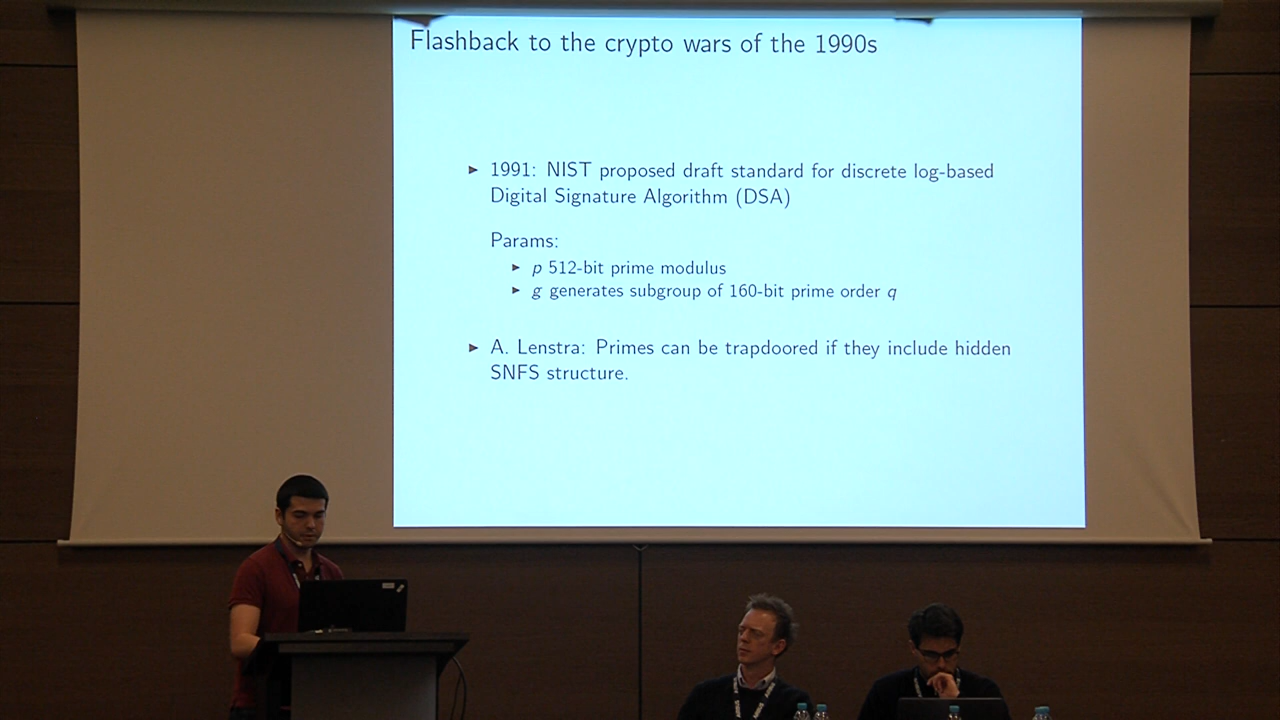 Flashback to the crypto wars of the 1990s
► 1991: NIST proposed draft standard for discrete log-based
Digital Signature Algorithm (DSA)
Params:
► p 512-bit prime modulus
► g generates subgroup of 160-bit prime order q
► A. Lenstra: Primes can be trapdoored if they include hidden
SNFS structure.